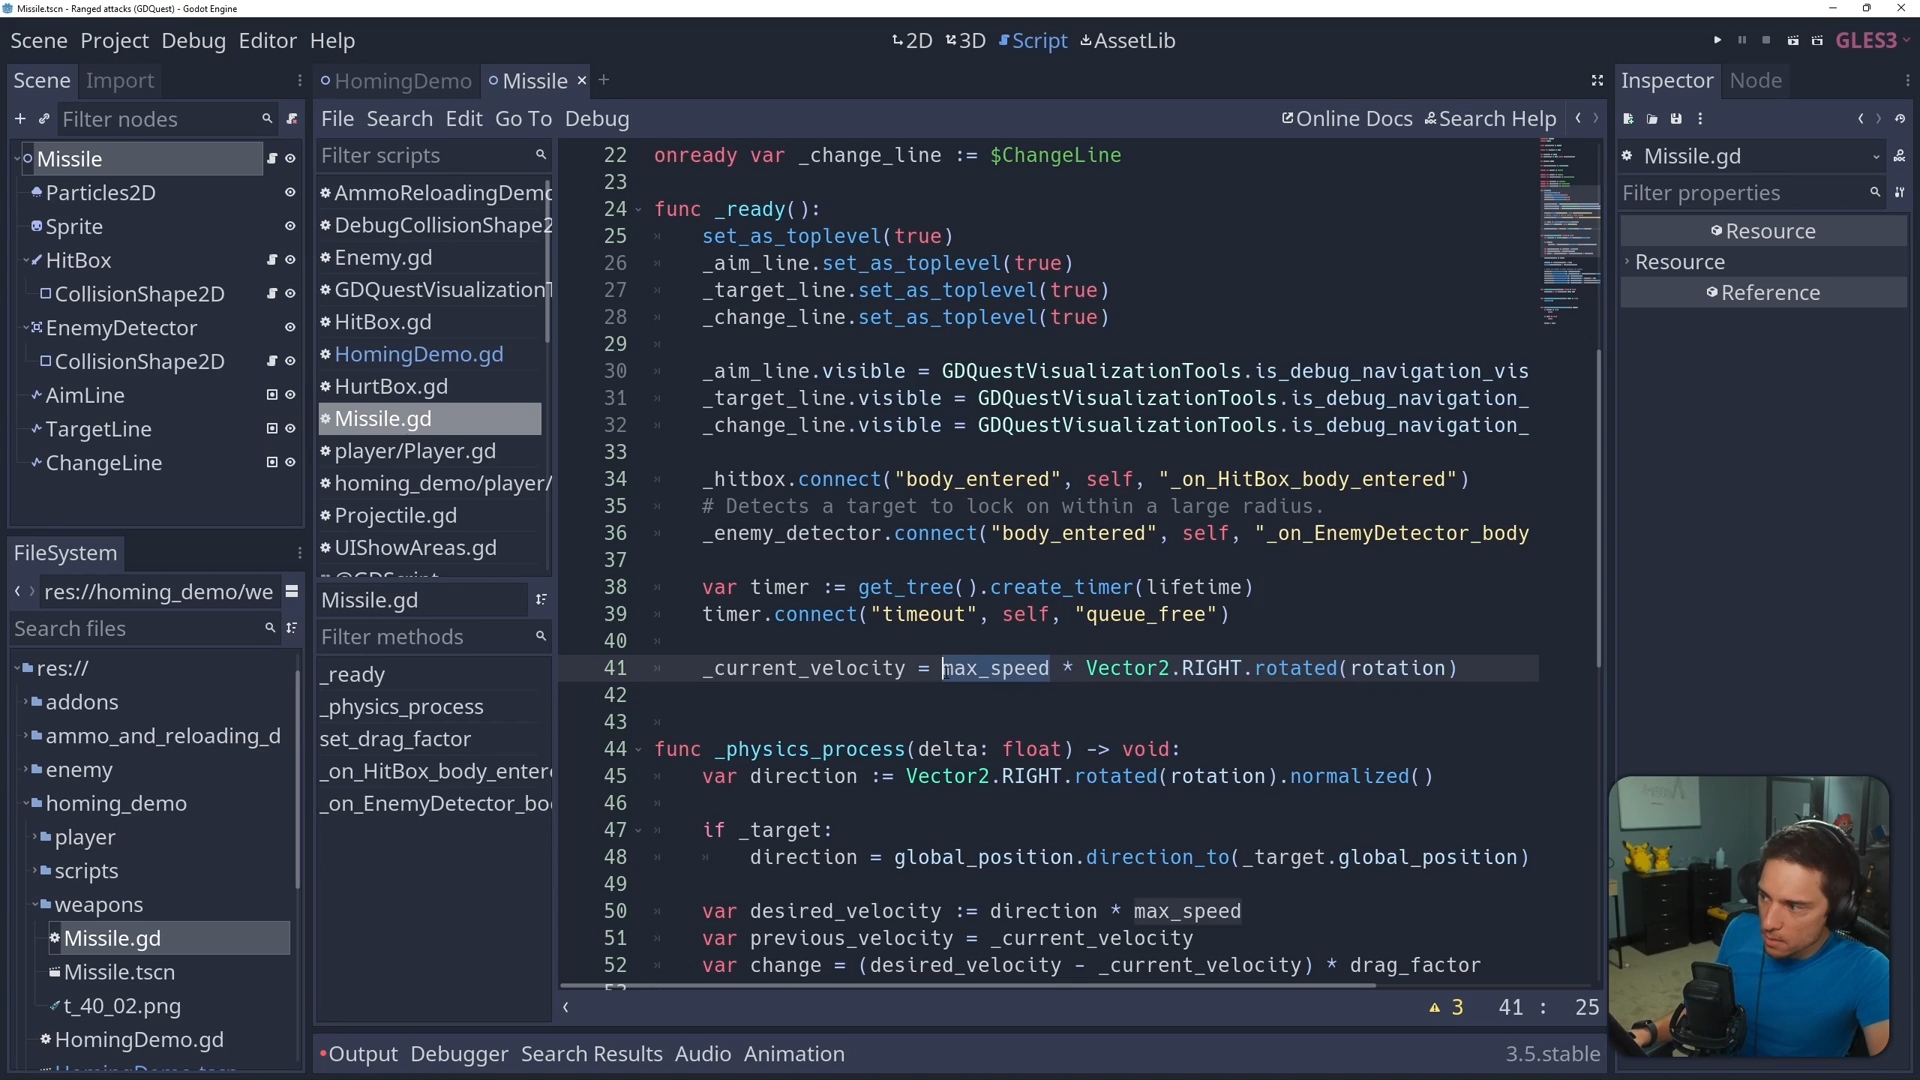 Missile.tscn - Ranged attacks (GDQuest) - Godot Engine
Scene Project Debug Editor Help
2D 3D Script AssetLib
GLES3
Scene Import
Filter nodes
Missile
Particles2D
Sprite
HitBox
CollisionShape2D
EnemyDetector
CollisionShape2D
AimLine
TargetLine
ChangeLine
FileSystem
res://homing_demo/we
Search files
res://
addons
ammo_and_reloading_d
enemy
homing_demo
player
scripts
weapons
Missile.gd
Missile.tscn
t_40_02.png
HomingDemo.gd
HomingDemo Missile
File Search Edit Go To Debug
Online Docs Search Help
Filter scripts
AmmoReloadingDemo
DebugCollisionShape2
Enemy.gd
GDQuestVisualization
HitBox.gd
HomingDemo.gd
HurtBox.gd
Missile.gd
player/Player.gd
homing_demo/player/
Projectile.gd
UIShowAreas.gd
Missile.gd
Filter methods
_ready
_physics_process
set_drag_factor
_on_HitBox_body_entere
_on_EnemyDetector_bo
22 onready var _change_line := $ChangeLine
23
24 func _ready():
25 set_as_toplevel(true)
26 _aim_line.set_as_toplevel(true)
27 _target_line.set_as_toplevel(true)
28 _change_line.set_as_toplevel(true)
29
30 _aim_line.visible = GDQuestVisualizationTools.is_debug_navigation_vis
31 _target_line.visible = GDQuestVisualizationTools.is_debug_navigation_
32 _change_line.visible = GDQuestVisualizationTools.is_debug_navigation_
33
34 _hitbox.connect("body_entered", self, "_on_HitBox_body_entered")
35 # Detects a target to lock on within a large radius.
36 _enemy_detector.connect("body_entered", self, "_on_EnemyDetector_body
37
38 var timer := get_tree().create_timer(lifetime)
39 timer.connect("timeout", self, "queue_free")
40
41 _current_velocity = max_speed * Vector2.RIGHT.rotated(rotation)
42
43
44 func _physics_process(delta: float) -> void:
45 var direction := Vector2.RIGHT.rotated(rotation).normalized()
46
47 if _target:
48 direction = global_position.direction_to(_target.global_position)
49
50 var desired_velocity := direction * max_speed
51 var previous_velocity = _current_velocity
52 var change = (desired_velocity - _current_velocity) * drag_factor
3 41 : 25
Output Debugger Search Results Audio Animation
3.5.stable
Inspector Node
Missile.gd
Filter properties
Resource
Resource
Reference